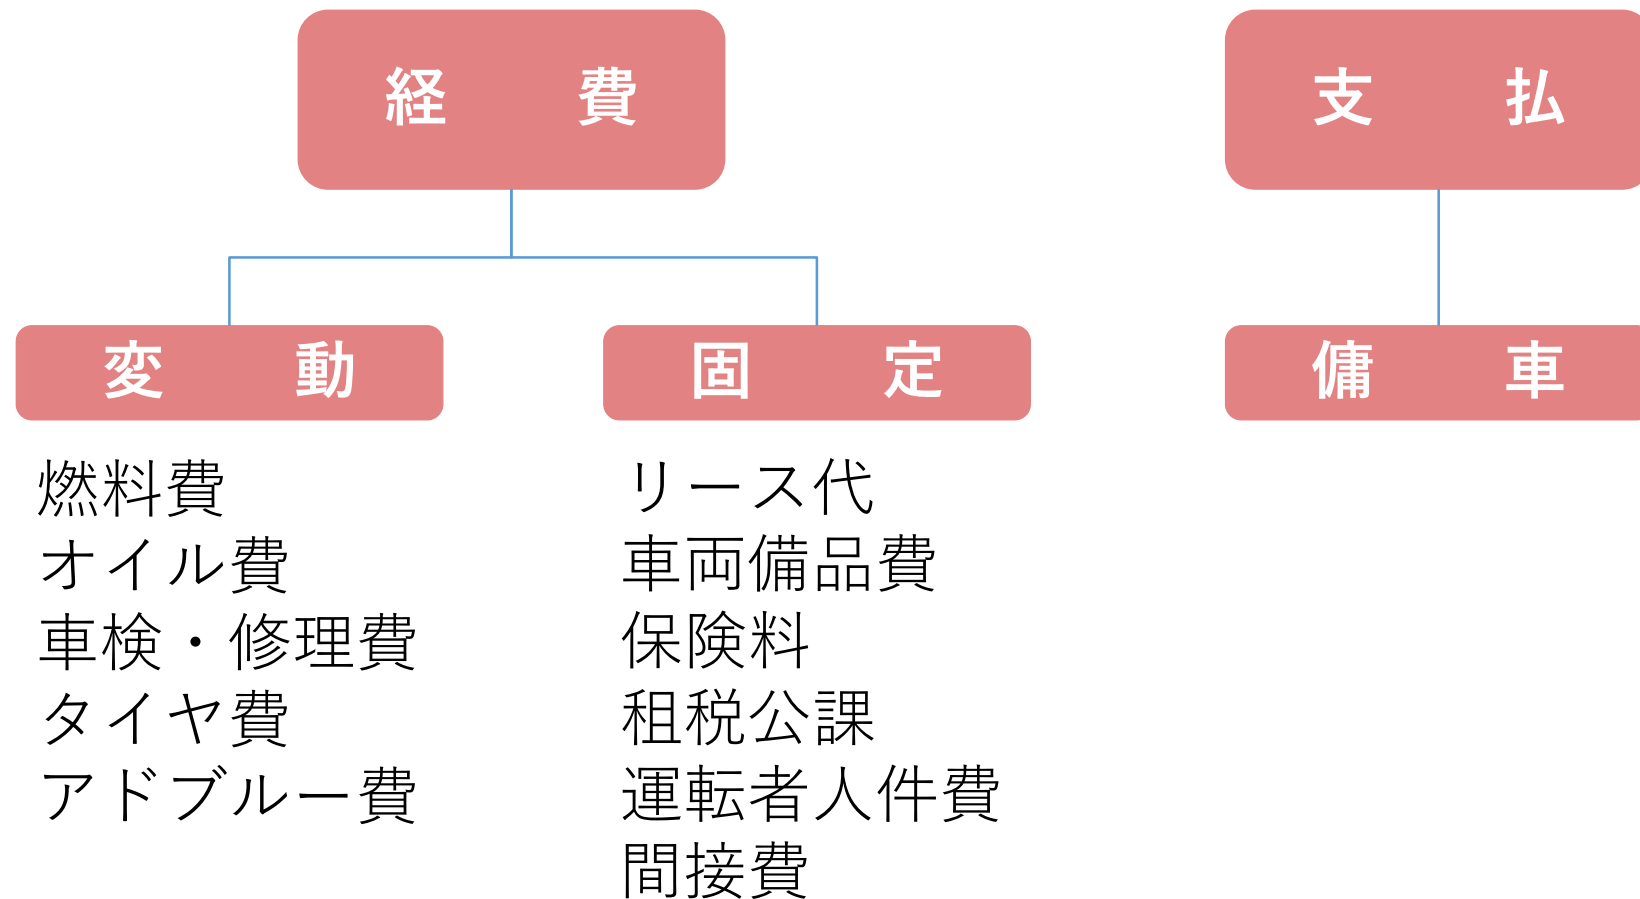 経費
支払
変動
固定
傭車
燃料費
オイル費
車検・修理費
タイヤ費
アドブルー費
リース代
車両備品費
保険料
租税公課
運転者人件費
間接費